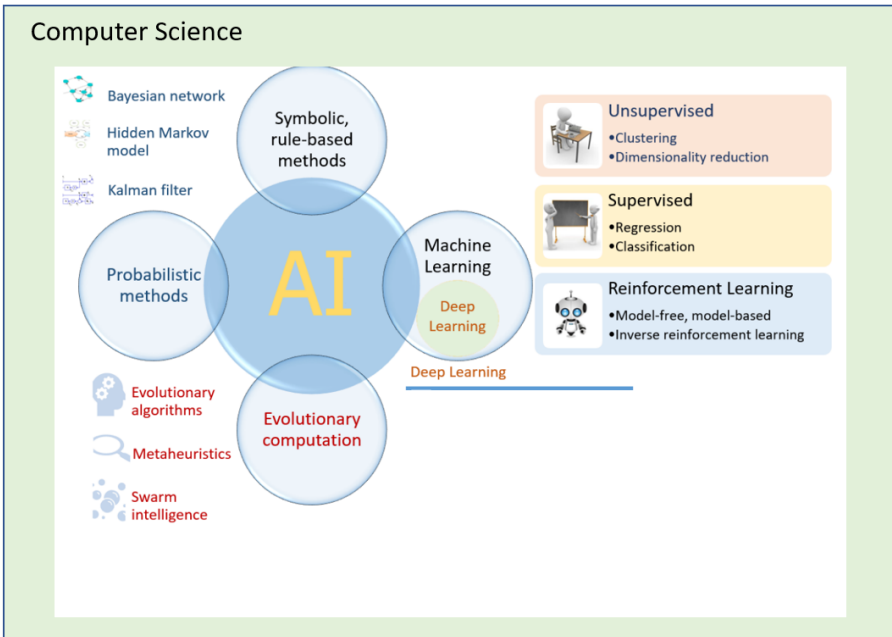 Computer Science
Bayesian network
Hidden Markov
model
Kalman filter
Symbolic,
rule-based
methods
Probabilistic
methods
AI
Machine
Learning
Deep
Learning
Deep Learning
Evolutionary
computation
Evolutionary
algorithms
Metaheuristics
Swarm
intelligence
Unsupervised
•Clustering
•Dimensionality reduction
Supervised
•Regression
•Classification
Reinforcement Learning
•Model-free, model-based
•Inverse reinforcement learning